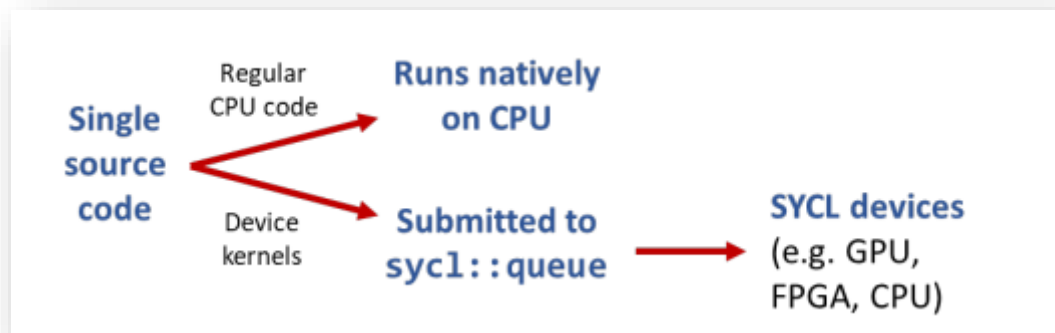 Single
source
code
Regular
CPU code
Runs natively
on CPU
Device
kernels
Submitted to
sycl::queue
SYCL devices
(e.g. GPU,
FPGA, CPU)